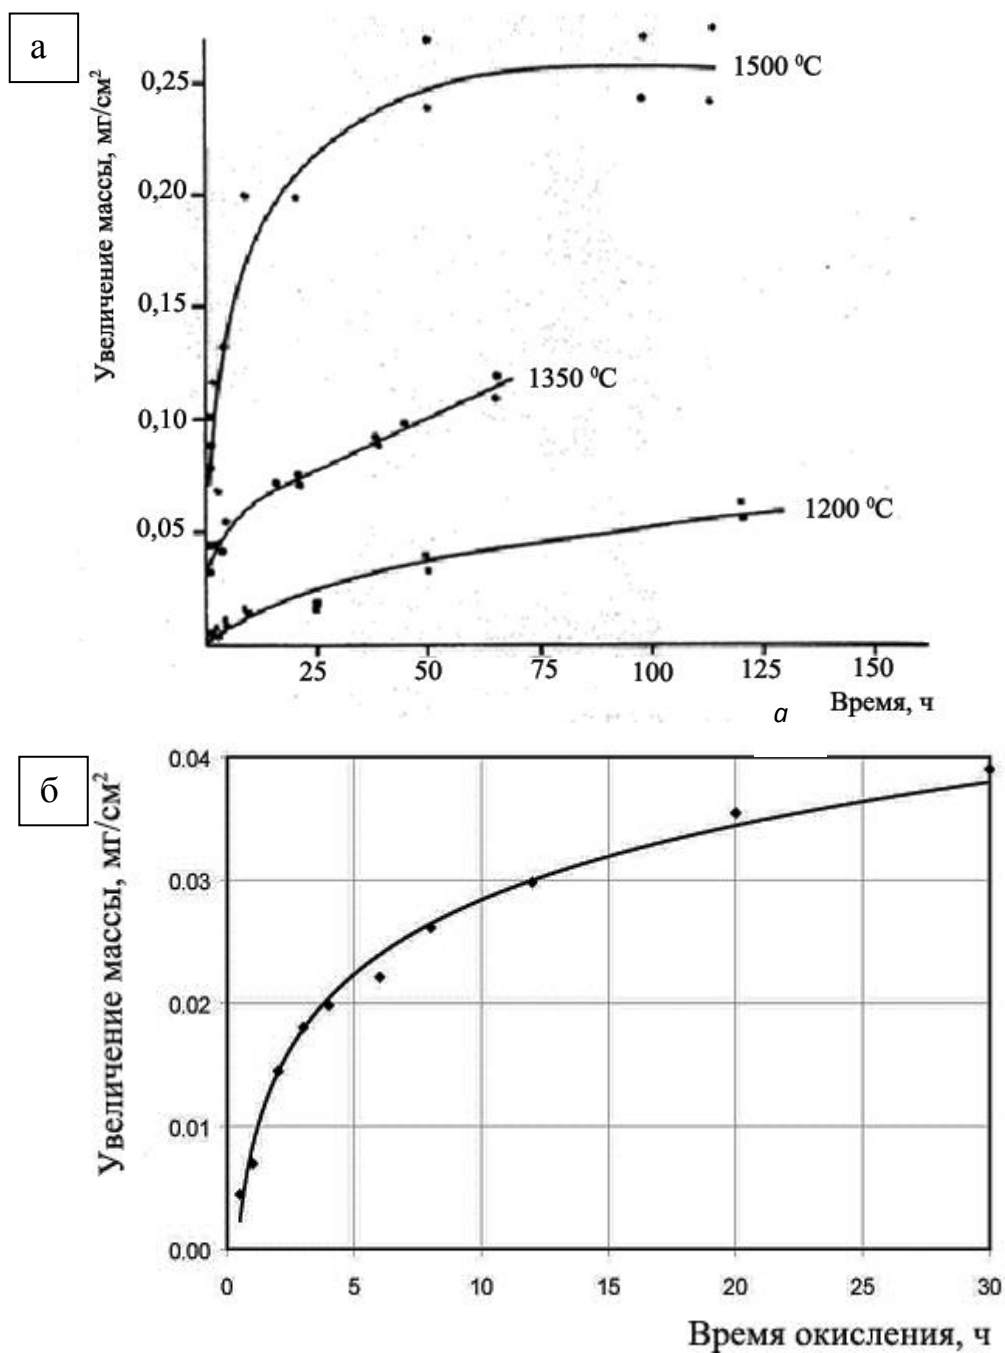 а
Увеличение массы, мг/см²
0,25
0,20
0,15
0,10
0,05
1500 ⁰С
1350 ⁰С
1200 ⁰С
25 50 75 100 125 150
а Время, ч
б
Увеличение массы, мг/см²
0.04
0.03
0.02
0.01
0.00
0 5 10 15 20 30
Время окисления, ч